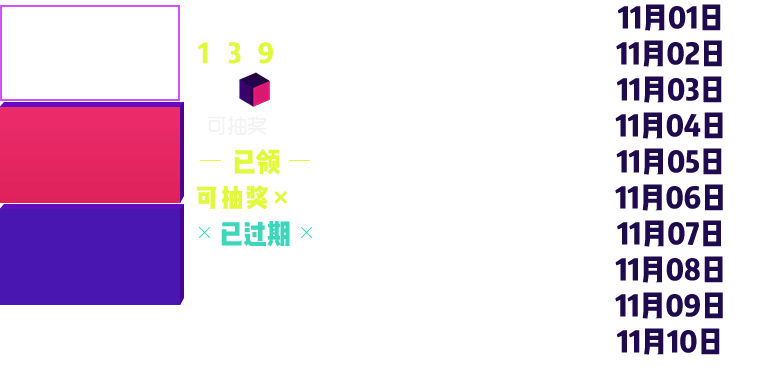 1 3 9
可抽奖
— 已领 —
可抽奖×
× 已过期 ×
11月01日
11月02日
11月03日
11月04日
11月05日
11月06日
11月07日
11月08日
11月09日
11月10日